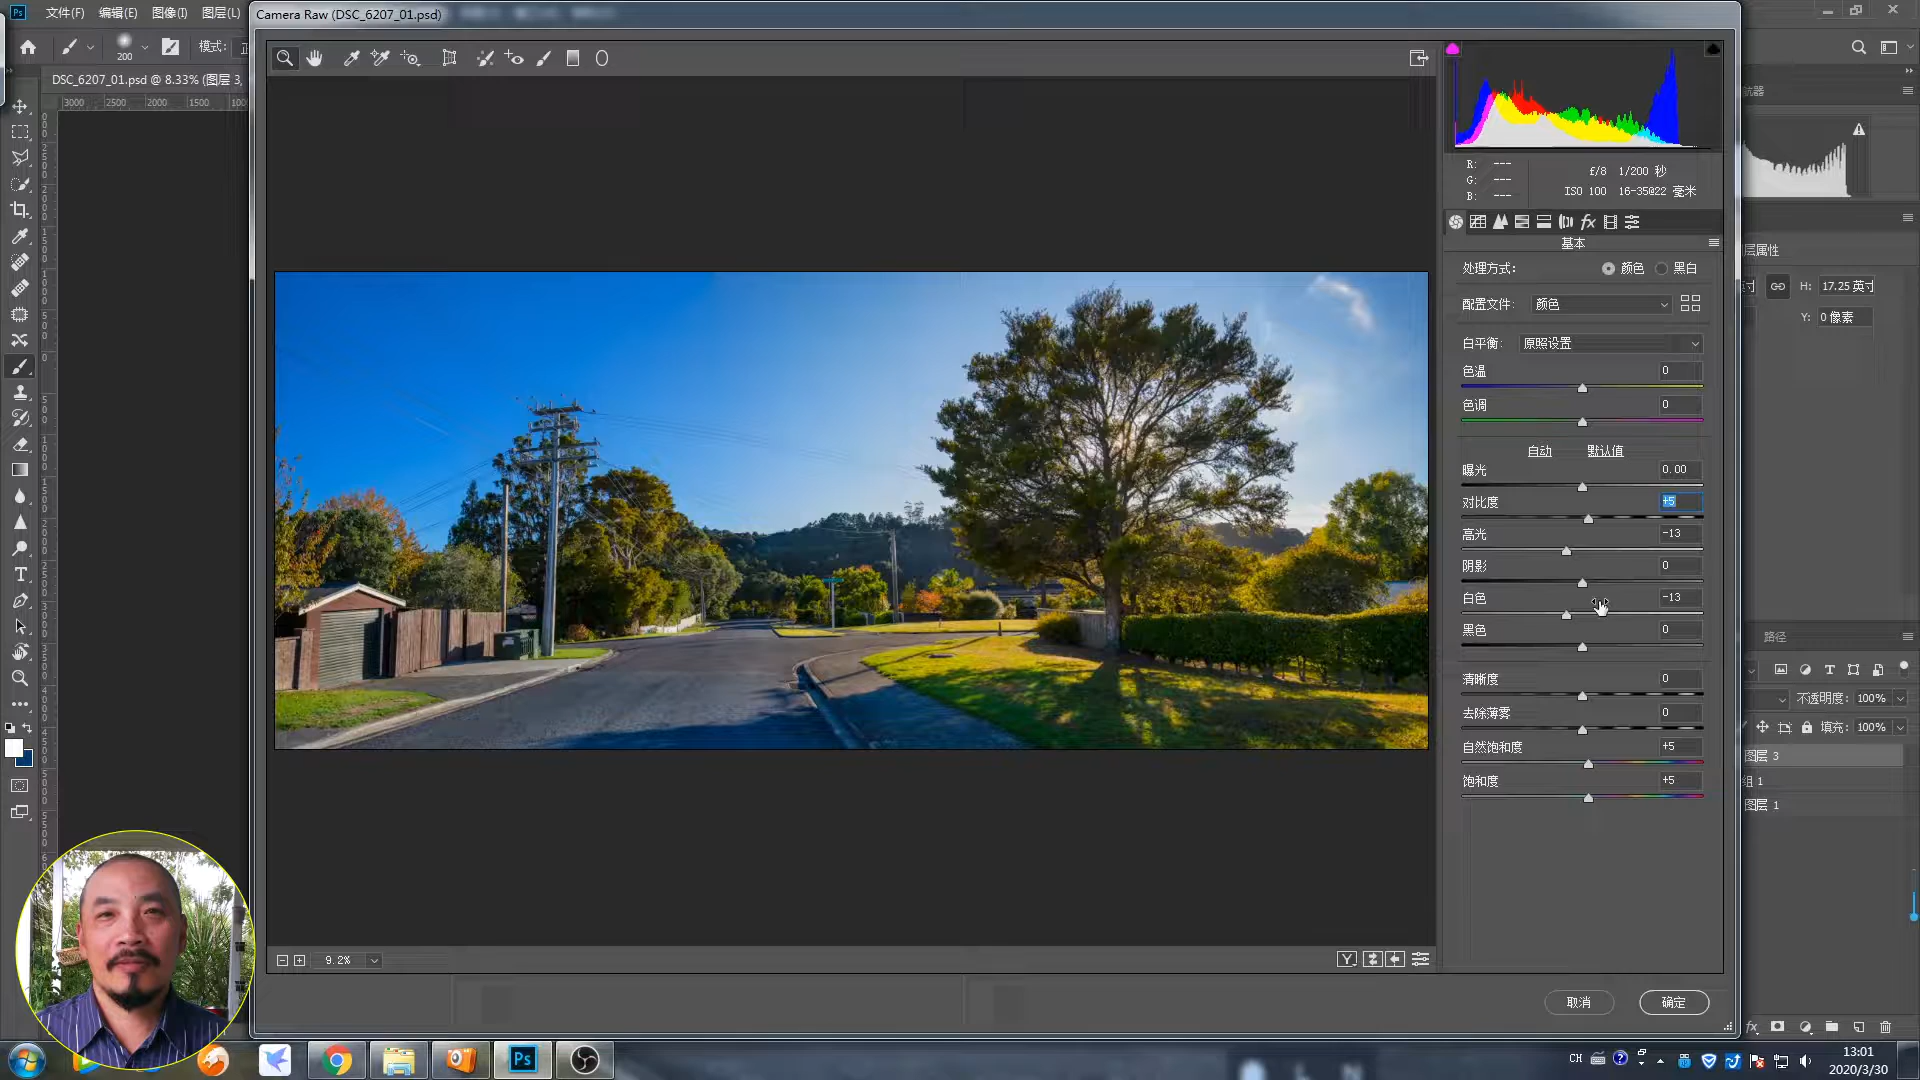 文件(F)
编辑(E)
图像(I)
图层(L)
Camera Raw (DSC_6207_01.psd)
200
模式:
DSC_6207_01.psd @ 8.33% (图层 3,
3000
2500
2000
1500
R: ---
G: ---
B: ---
f/8 1/200 秒
ISO 100 16-35@22 毫米
基本
处理方式:
颜色
黑白
配置文件:
颜色
白平衡:
原照设置
色温
0
色调
0
自动
默认值
曝光
0.00
对比度
+5
高光
-13
阴影
0
白色
-13
黑色
0
清晰度
0
去除薄雾
0
自然饱和度
+5
饱和度
+5
9.2%
取消
确定
层属性
H: 17.25 英寸
Y: 0 像素
路径
不透明度: 100%
填充: 100%
图层 3
组 1
图层 1
CH
13:01
2020/3/30